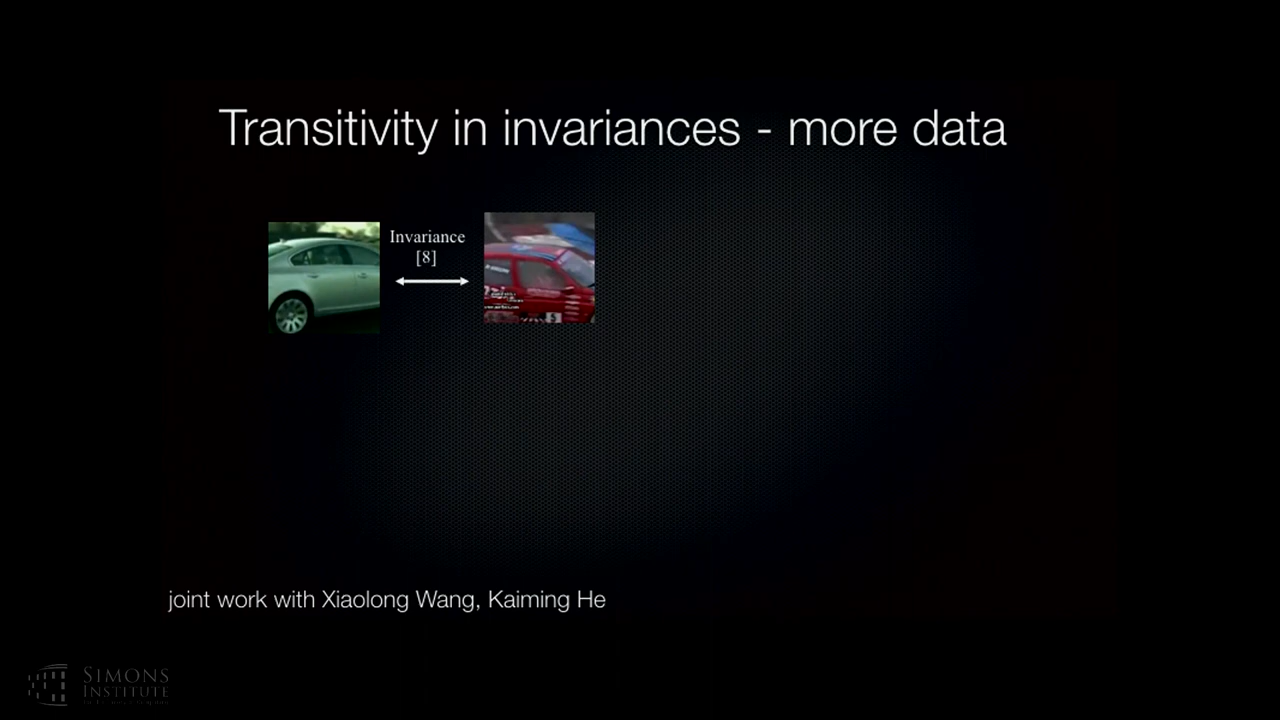 Transitivity in invariances - more data
Invariance
[8]
joint work with Xiaolong Wang, Kaiming He
SIMONS
INSTITUTE